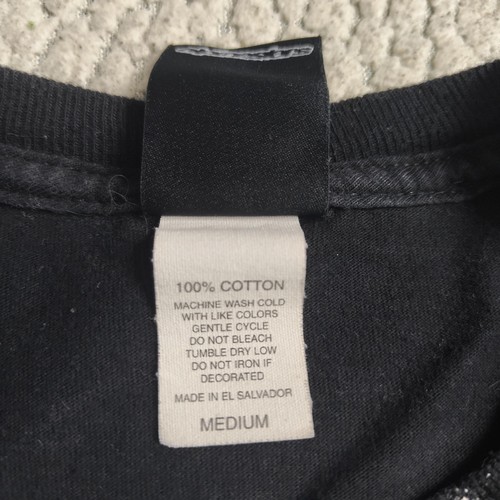 100% COTTON
MACHINE WASH COLD
WITH LIKE COLORS
GENTLE CYCLE
DO NOT BLEACH
TUMBLE DRY LOW
DO NOT IRON IF
DECORATED
MADE IN EL SALVADOR
MEDIUM